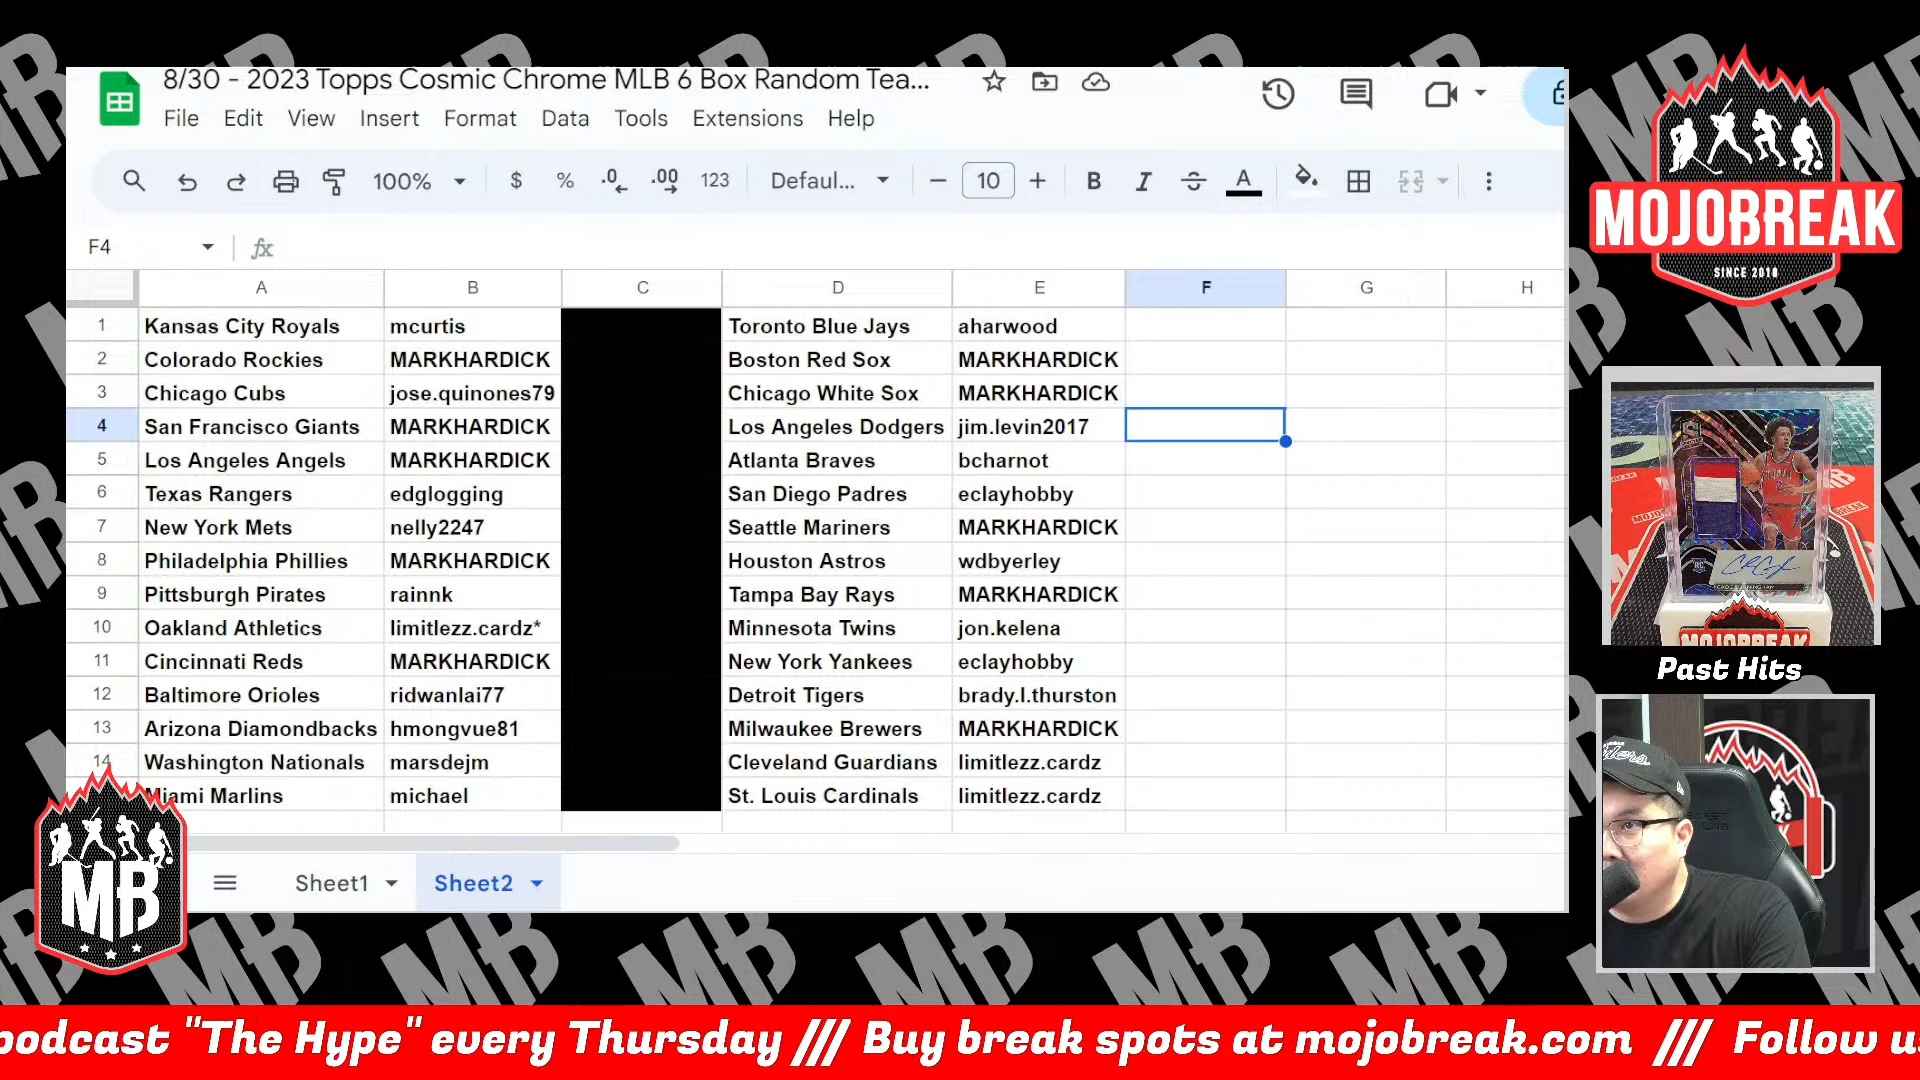 8/30 - 2023 Topps Cosmic Chrome MLB 6 Box Random Tea...
File Edit View Insert Format Data Tools Extensions Help
100% $ % .0 .00 123 Defaul... 10 B I A
F4 fx
A B C D E F G H
1 Kansas City Royals mcurtis Toronto Blue Jays aharwood
2 Colorado Rockies MARKHARDICK Boston Red Sox MARKHARDICK
3 Chicago Cubs jose.quinones79 Chicago White Sox MARKHARDICK
4 San Francisco Giants MARKHARDICK Los Angeles Dodgers jim.levin2017
5 Los Angeles Angels MARKHARDICK Atlanta Braves bcharnot
6 Texas Rangers edglogging San Diego Padres eclayhobby
7 New York Mets nelly2247 Seattle Mariners MARKHARDICK
8 Philadelphia Phillies MARKHARDICK Houston Astros wdbyerley
9 Pittsburgh Pirates rainnk Tampa Bay Rays MARKHARDICK
10 Oakland Athletics limitlezz.cardz* Minnesota Twins jon.kelena
11 Cincinnati Reds MARKHARDICK New York Yankees eclayhobby
12 Baltimore Orioles ridwanlai77 Detroit Tigers brady.l.thurston
13 Arizona Diamondbacks hmongvue81 Milwaukee Brewers MARKHARDICK
14 Washington Nationals marsdejm Cleveland Guardians limitlezz.cardz
Miami Marlins michael St. Louis Cardinals limitlezz.cardz
Sheet1 Sheet2
MB
MOJOBREAK
SINCE 2010
MOJOBREAK
Past Hits
podcast "The Hype" every Thursday /// Buy break spots at mojobreak.com /// Follow us